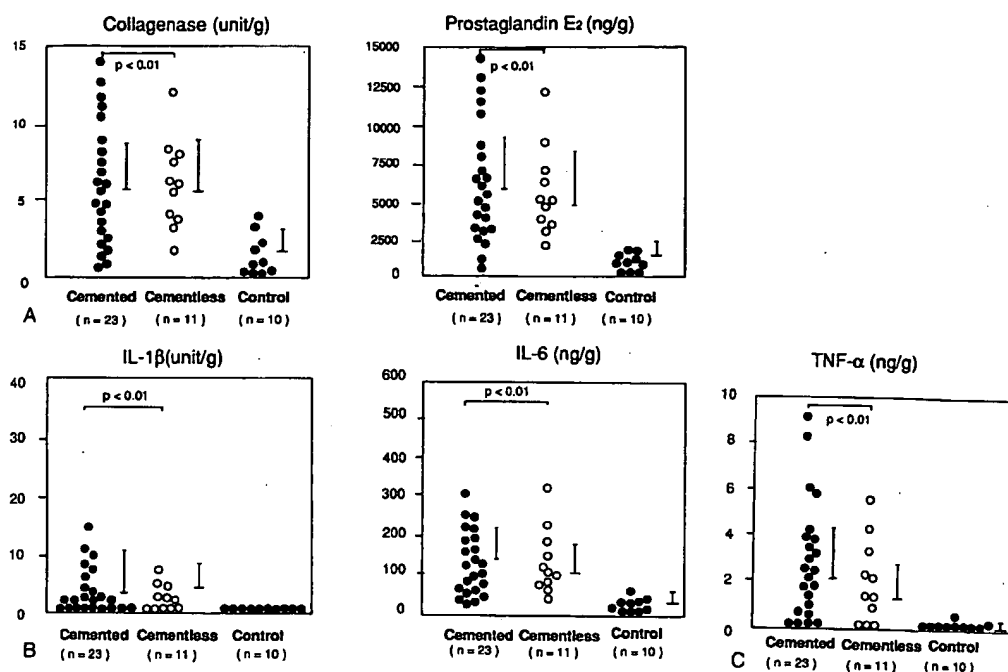 Collagenase (unit/g)
15
10
5
0
p < 0.01
Cemented Cementless Control
( n = 23 ) ( n = 11 ) ( n = 10 )
A
Prostaglandin E₂ (ng/g)
15000
12500
10000
7500
5000
2500
0
p < 0.01
Cemented Cementless Control
( n = 23 ) ( n = 11 ) ( n = 10 )
IL-1β(unit/g)
40
30
20
10
0
p < 0.01
Cemented Cementless Control
( n = 23 ) ( n = 11 ) ( n = 10 )
B
IL-6 (ng/g)
600
500
400
300
200
100
0
p < 0.01
Cemented Cementless Control
( n = 23 ) ( n = 11 ) ( n = 10 )
TNF-α (ng/g)
10
8
6
4
2
0
p < 0.01
Cemented Cementless Control
( n = 23 ) ( n = 11 ) ( n = 10 )
C